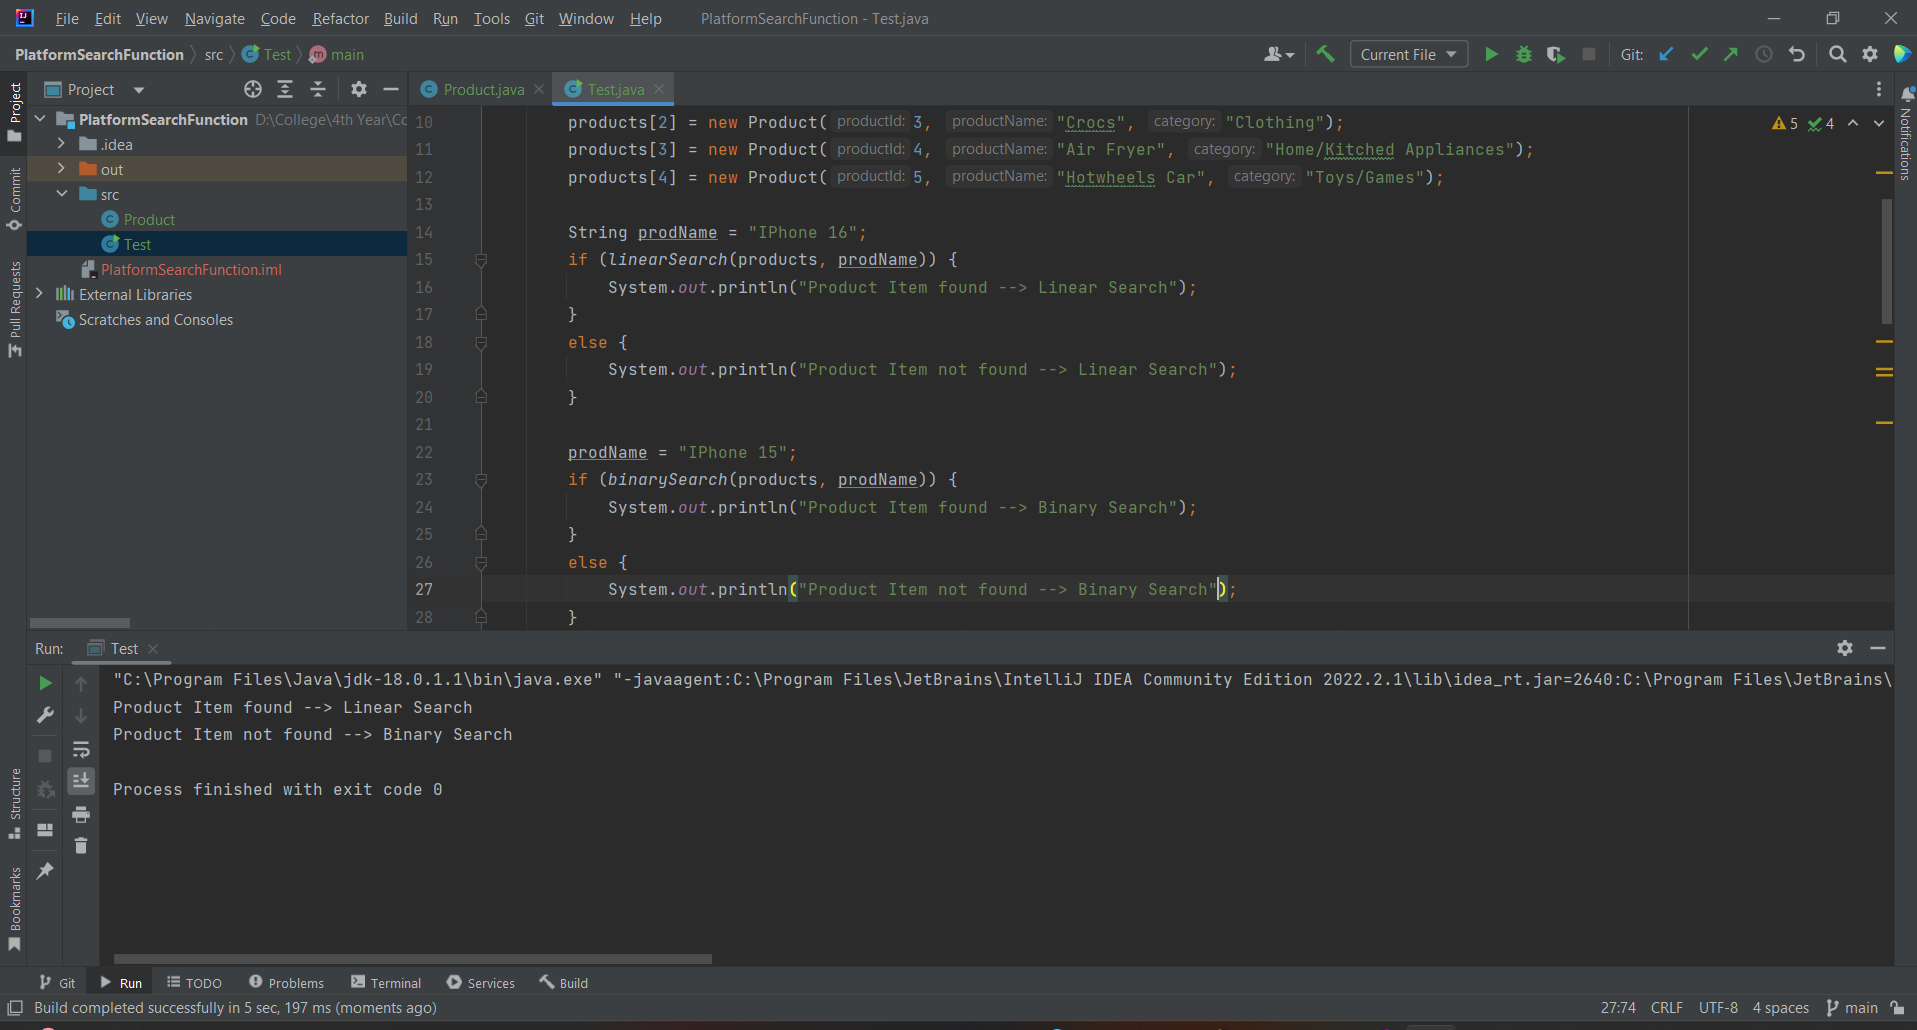 File Edit View Navigate Code Refactor Build Run Tools Git Window Help PlatformSearchFunction - Test.java
PlatformSearchFunction src Test main Current File Git:
Project
Product.java
Test.java
PlatformSearchFunction D:\College\4th Year\Co
.idea
out
src
Product
Test
PlatformSearchFunction.iml
External Libraries
Scratches and Consoles
Project
Commit
Pull Requests
Structure
Bookmarks
Notifications
5 4
10 products[2] = new Product( productId: 3, productName: "Crocs", category: "Clothing");
11 products[3] = new Product( productId: 4, productName: "Air Fryer", category: "Home/Kitched Appliances");
12 products[4] = new Product( productId: 5, productName: "Hotwheels Car", category: "Toys/Games");
13
14 String prodName = "IPhone 16";
15 if (linearSearch(products, prodName)) {
16 System.out.println("Product Item found --> Linear Search");
17 }
18 else {
19 System.out.println("Product Item not found --> Linear Search");
20 }
21
22 prodName = "IPhone 15";
23 if (binarySearch(products, prodName)) {
24 System.out.println("Product Item found --> Binary Search");
25 }
26 else {
27 System.out.println("Product Item not found --> Binary Search");
28 }
Run: Test
"C:\Program Files\Java\jdk-18.0.1.1\bin\java.exe" "-javaagent:C:\Program Files\JetBrains\IntelliJ IDEA Community Edition 2022.2.1\lib\idea_rt.jar=2640:C:\Program Files\JetBrains\
Product Item found --> Linear Search
Product Item not found --> Binary Search
Process finished with exit code 0
Git Run TODO Problems Terminal Services Build
Build completed successfully in 5 sec, 197 ms (moments ago) 27:74 CRLF UTF-8 4 spaces main